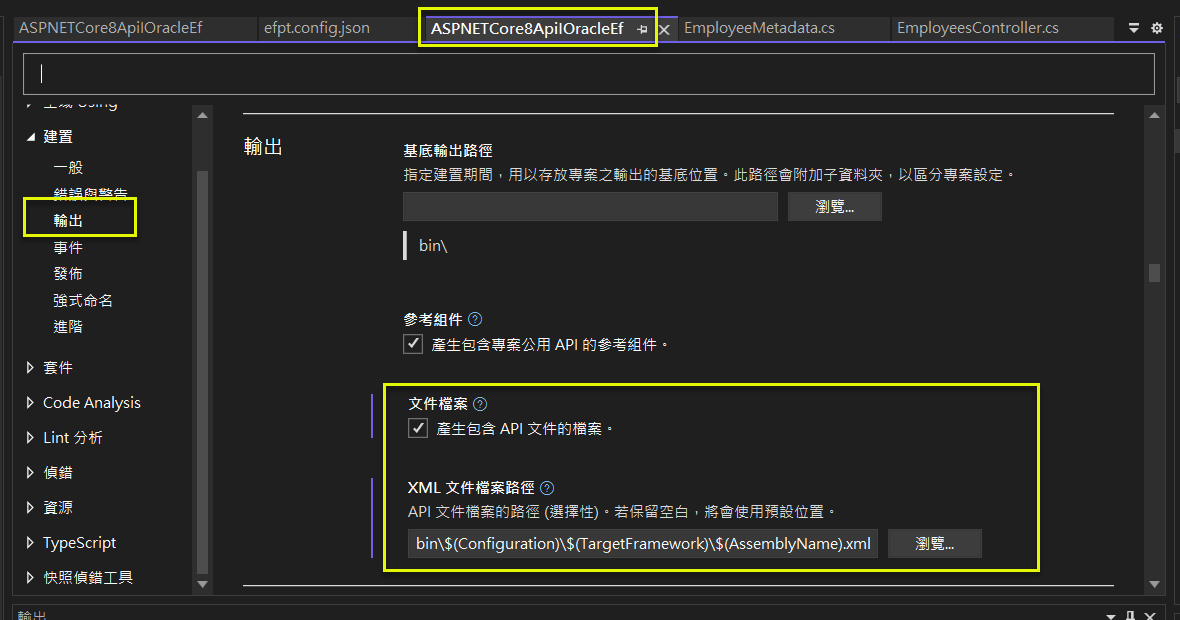 ASPNETCore8ApiIOracleEf
efpt.config.json
ASPNETCore8ApiIOracleEf
EmployeeMetadata.cs
EmployeesController.cs
全域 Using
建置
一般
錯誤與警告
輸出
事件
發佈
強式命名
進階
套件
Code Analysis
Lint 分析
偵錯
資源
TypeScript
快照偵錯工具
輸出
基底輸出路徑
指定建置期間，用以存放專案之輸出的基底位置。此路徑會附加子資料夾，以區分專案設定。
瀏覽...
bin\
參考組件
產生包含專案公用 API 的參考組件。
文件檔案
產生包含 API 文件的檔案。
XML 文件檔案路徑
API 文件檔案的路徑 (選擇性)。若保留空白，將會使用預設位置。
bin\$(Configuration)\$(TargetFramework)\$(AssemblyName).xml
瀏覽...
輸出